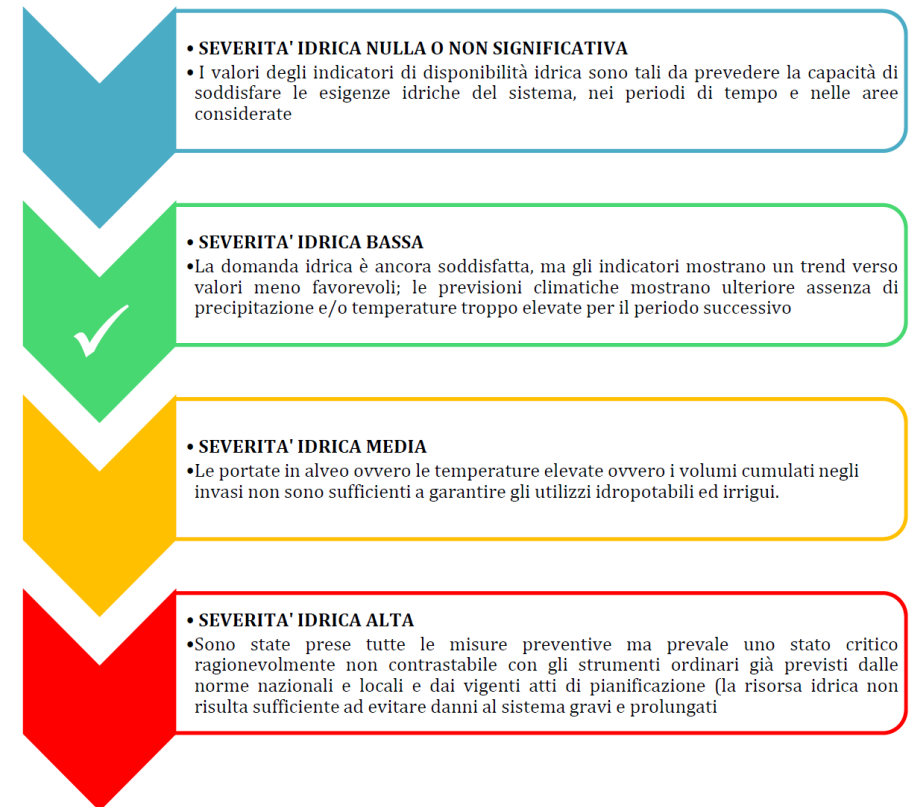 • SEVERITA' IDRICA NULLA O NON SIGNIFICATIVA
• I valori degli indicatori di disponibilità idrica sono tali da prevedere la capacità di
soddisfare le esigenze idriche del sistema, nei periodi di tempo e nelle aree
considerate
• SEVERITA' IDRICA BASSA
•La domanda idrica è ancora soddisfatta, ma gli indicatori mostrano un trend verso
valori meno favorevoli; le previsioni climatiche mostrano ulteriore assenza di
precipitazione e/o temperature troppo elevate per il periodo successivo
• SEVERITA' IDRICA MEDIA
•Le portate in alveo ovvero le temperature elevate ovvero i volumi cumulati negli
invasi non sono sufficienti a garantire gli utilizzi idropotabili ed irrigui.
• SEVERITA' IDRICA ALTA
•Sono state prese tutte le misure preventive ma prevale uno stato critico
ragionevolmente non contrastabile con gli strumenti ordinari già previsti dalle
norme nazionali e locali e dai vigenti atti di pianificazione (la risorsa idrica non
risulta sufficiente ad evitare danni al sistema gravi e prolungati